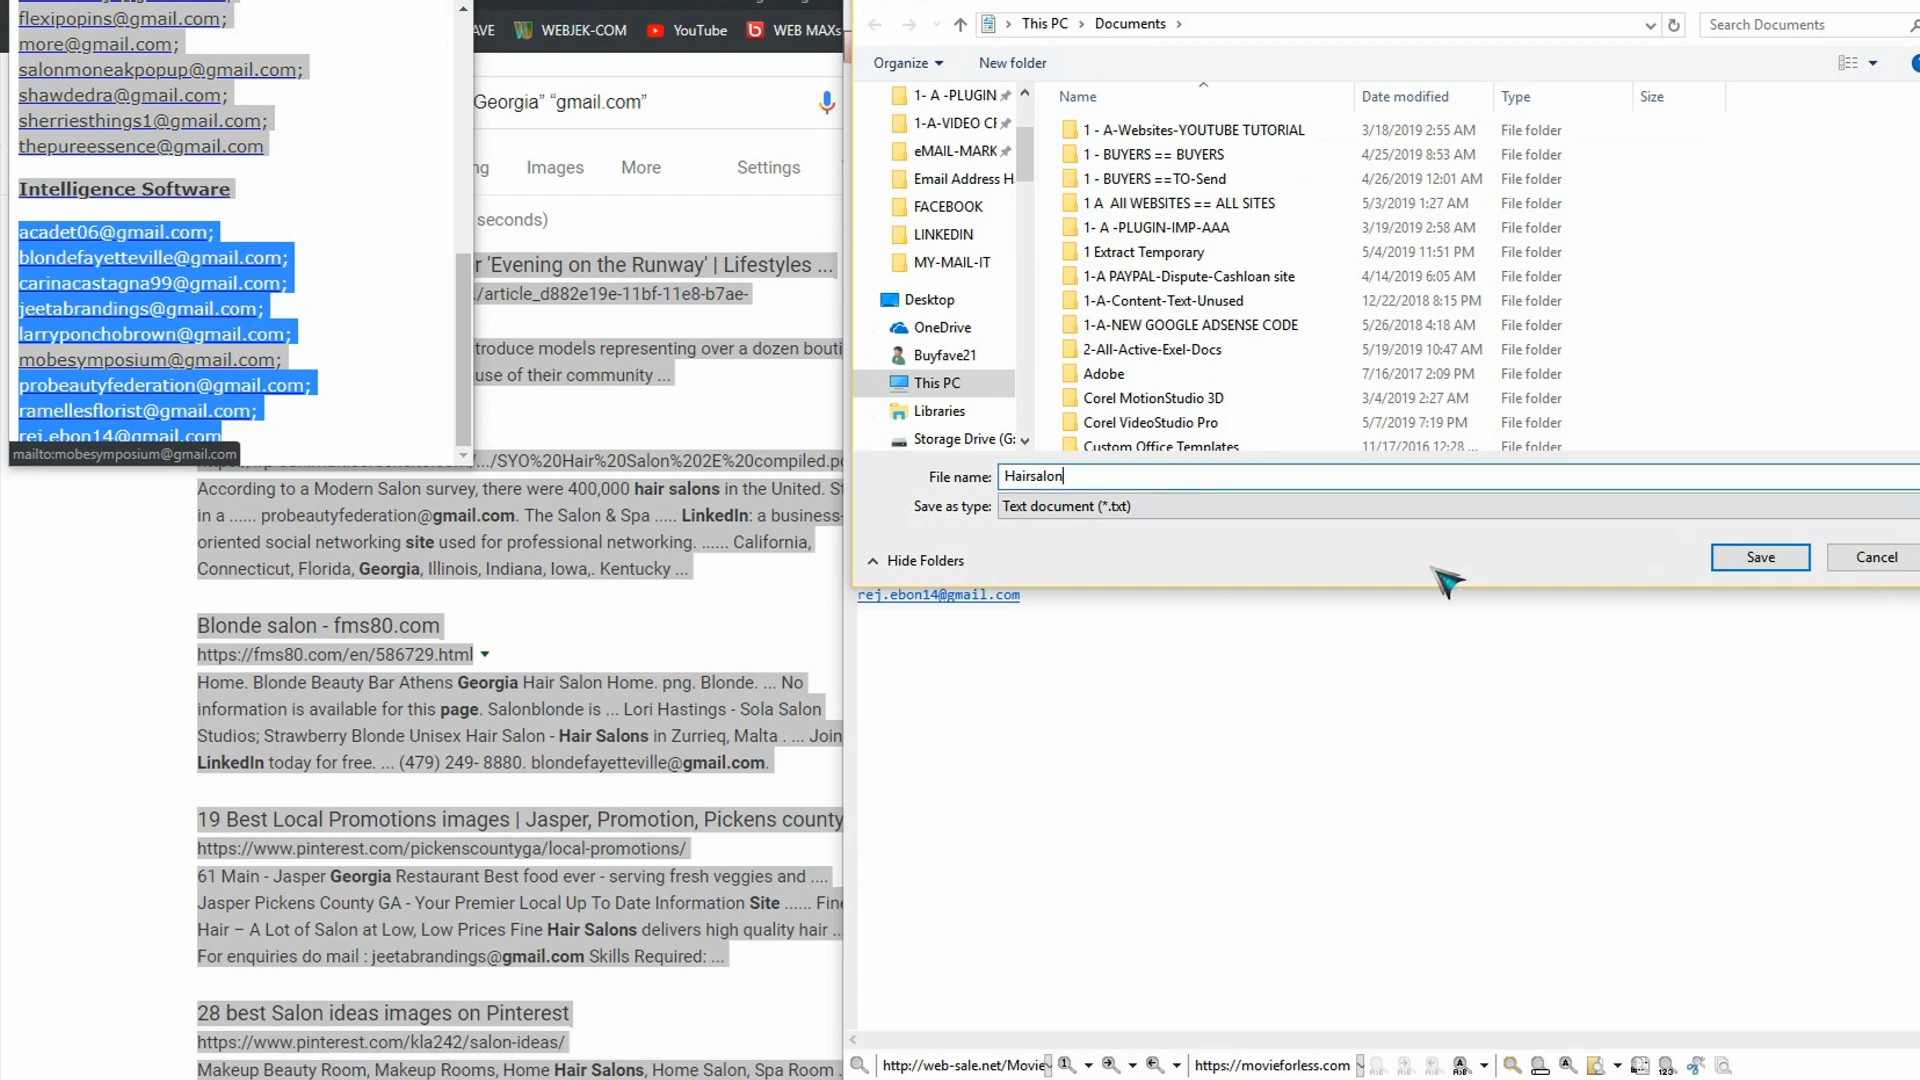 flexipopins@gmail.com;
more@gmail.com;
salonmoneakpopup@gmail.com;
shawdedra@gmail.com;
sherriesthings1@gmail.com;
thepureessence@gmail.com
Intelligence Software
acadet06@gmail.com;
blondefayetteville@gmail.com;
carinacastagna99@gmail.com;
jeetabrandings@gmail.com;
larryponchobrown@gmail.com;
mobesymposium@gmail.com;
probeautyfederation@gmail.com;
ramellesflorist@gmail.com;
rej.ebon14@gmail.com
mailto:mobesymposium@gmail.com
AVE WEBJEK-COM YouTube WEB MAXs
Georgia” “gmail.com”
ng Images More Settings
seconds)
r 'Evening on the Runway' | Lifestyles ...
./article_d882e19e-11bf-11e8-b7ae-
troduce models representing over a dozen bouti
use of their community ...
/.../SYO%20Hair%20Salon%202E%20compiled.pd
According to a Modern Salon survey, there were 400,000 hair salons in the United. St
in a ...... probeautyfederation@gmail.com. The Salon & Spa ..... LinkedIn: a business-
oriented social networking site used for professional networking. ...... California,
Connecticut, Florida, Georgia, Illinois, Indiana, Iowa,. Kentucky ...
Blonde salon - fms80.com
https://fms80.com/en/586729.html
Home. Blonde Beauty Bar Athens Georgia Hair Salon Home. png. Blonde. ... No
information is available for this page. Salonblonde is ... Lori Hastings - Sola Salon
Studios; Strawberry Blonde Unisex Hair Salon - Hair Salons in Zurrieq, Malta . ... Join
LinkedIn today for free. ... (479) 249- 8880. blondefayetteville@gmail.com.
19 Best Local Promotions images | Jasper, Promotion, Pickens county
https://www.pinterest.com/pickenscountyga/local-promotions/
61 Main - Jasper Georgia Restaurant Best food ever - serving fresh veggies and ....
Jasper Pickens County GA - Your Premier Local Up To Date Information Site ...... Fine
Hair – A Lot of Salon at Low, Low Prices Fine Hair Salons delivers high quality hair ...
For enquiries do mail : jeetabrandings@gmail.com Skills Required: ...
28 best Salon ideas images on Pinterest
https://www.pinterest.com/kla242/salon-ideas/
Makeup Beauty Room, Makeup Rooms, Home Hair Salons, Home Salon, Spa Room .
This PC Documents
Search Documents
Organize New folder
1- A -PLUGIN
1-A-VIDEO CF
eMAIL-MARK
Email Address H
FACEBOOK
LINKEDIN
MY-MAIL-IT
Desktop
OneDrive
Buyfave21
This PC
Libraries
Storage Drive (G:
Name Date modified Type Size
1 - A-Websites-YOUTUBE TUTORIAL 3/18/2019 2:55 AM File folder
1 - BUYERS == BUYERS 4/25/2019 8:53 AM File folder
1 - BUYERS ==TO-Send 4/26/2019 12:01 AM File folder
1 A All WEBSITES == ALL SITES 5/3/2019 1:27 AM File folder
1- A -PLUGIN-IMP-AAA 3/19/2019 2:58 AM File folder
1 Extract Temporary 5/4/2019 11:51 PM File folder
1-A PAYPAL-Dispute-Cashloan site 4/14/2019 6:05 AM File folder
1-A-Content-Text-Unused 12/22/2018 8:15 PM File folder
1-A-NEW GOOGLE ADSENSE CODE 5/26/2018 4:18 AM File folder
2-All-Active-Exel-Docs 5/19/2019 10:47 AM File folder
Adobe 7/16/2017 2:09 PM File folder
Corel MotionStudio 3D 3/4/2019 2:27 AM File folder
Corel VideoStudio Pro 5/7/2019 7:19 PM File folder
Custom Office Templates 11/17/2016 12:28 ... File folder
File name: Hairsalon
Save as type: Text document (*.txt)
Hide Folders Save Cancel
rej.ebon14@gmail.com
http://web-sale.net/Movie https://movieforless.com